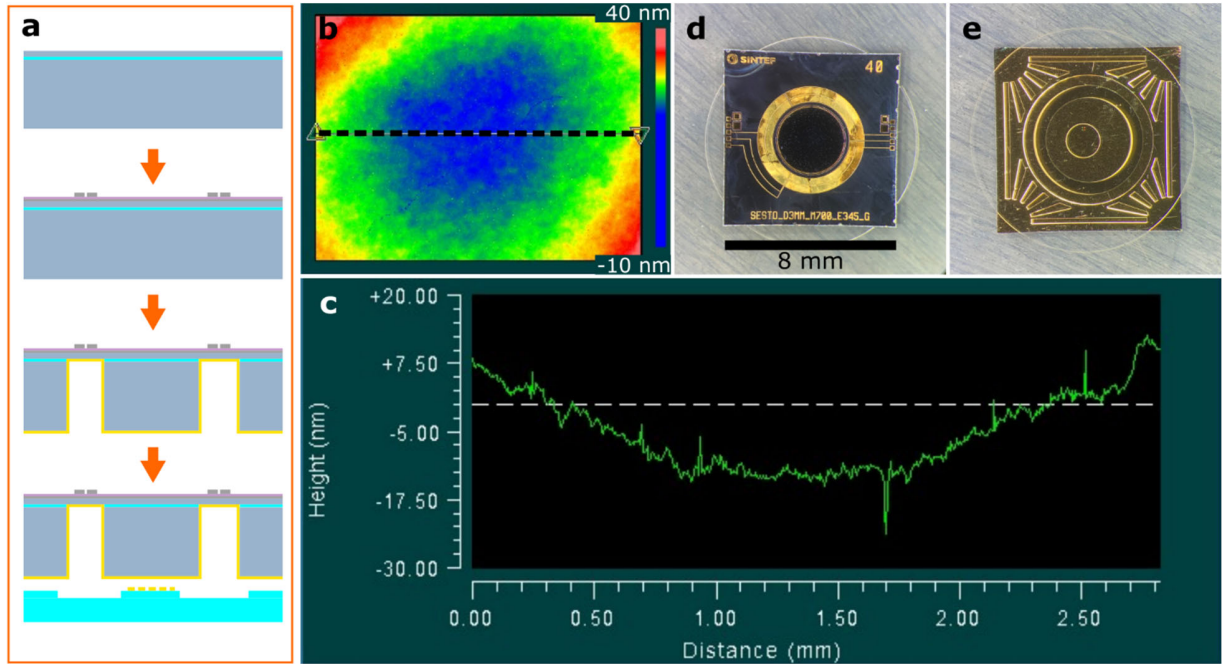 a
b
40 nm
-10 nm
d
SINTEF
40
SESTO_D3MM_M700_E345_G
8 mm
e
c
+20.00
+7.50
-5.00
-17.50
-30.00
Height (nm)
0.00
0.50
1.00
1.50
2.00
2.50
Distance (mm)